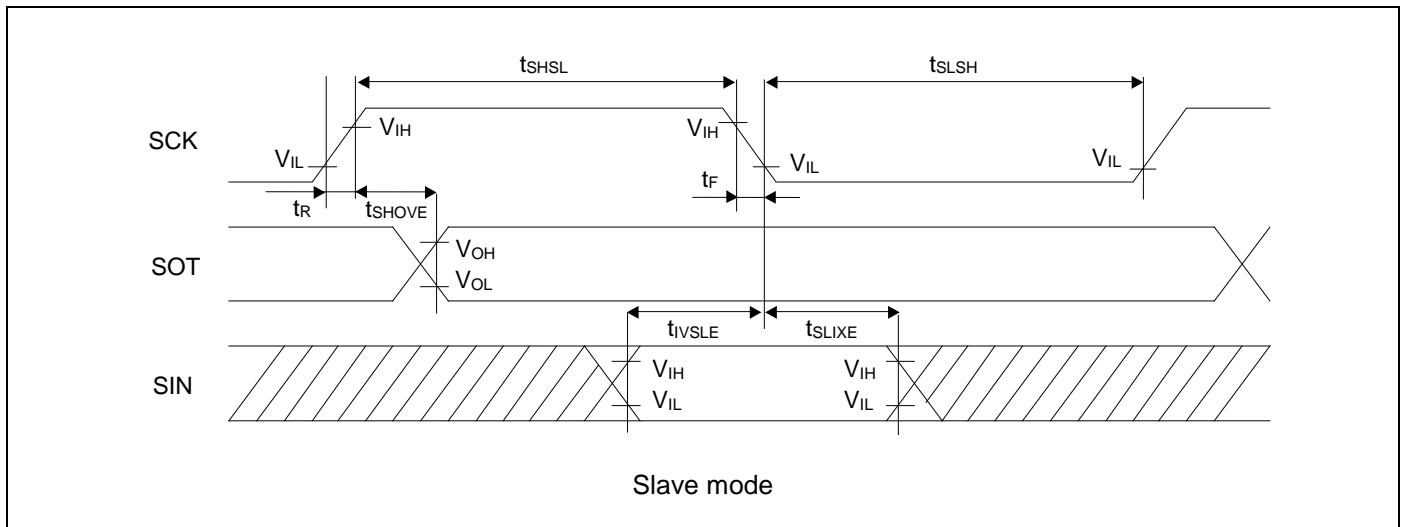 tSHSL tSLSH
SCK VIH VIH
VIL VIL VIL
tF
tR tSHOVE
VOH
SOT
VOL
tIVSLE tSLIXE
VIH VIH
SIN
VIL VIL
Slave mode